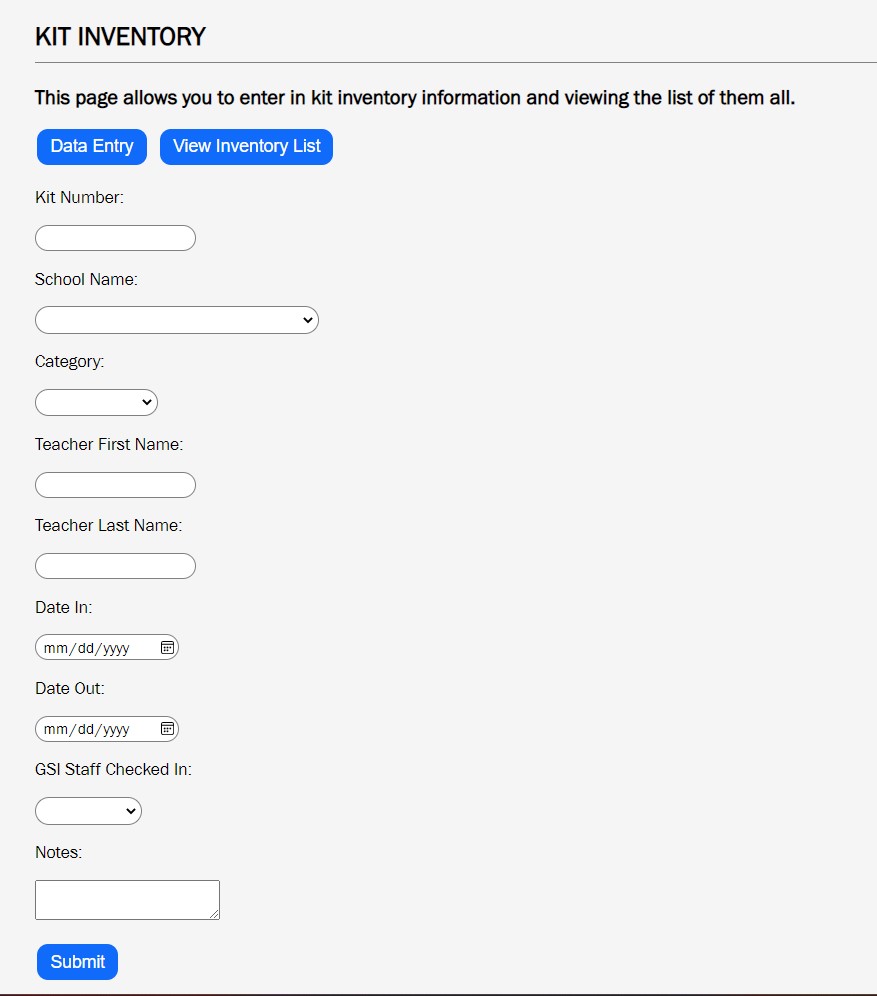 KIT INVENTORY
This page allows you to enter in kit inventory information and viewing the list of them all.
Data Entry View Inventory List
Kit Number:
School Name:
Category:
Teacher First Name:
Teacher Last Name:
Date In:
mm/dd/yyyy
Date Out:
mm/dd/yyyy
GSI Staff Checked In:
Notes:
Submit